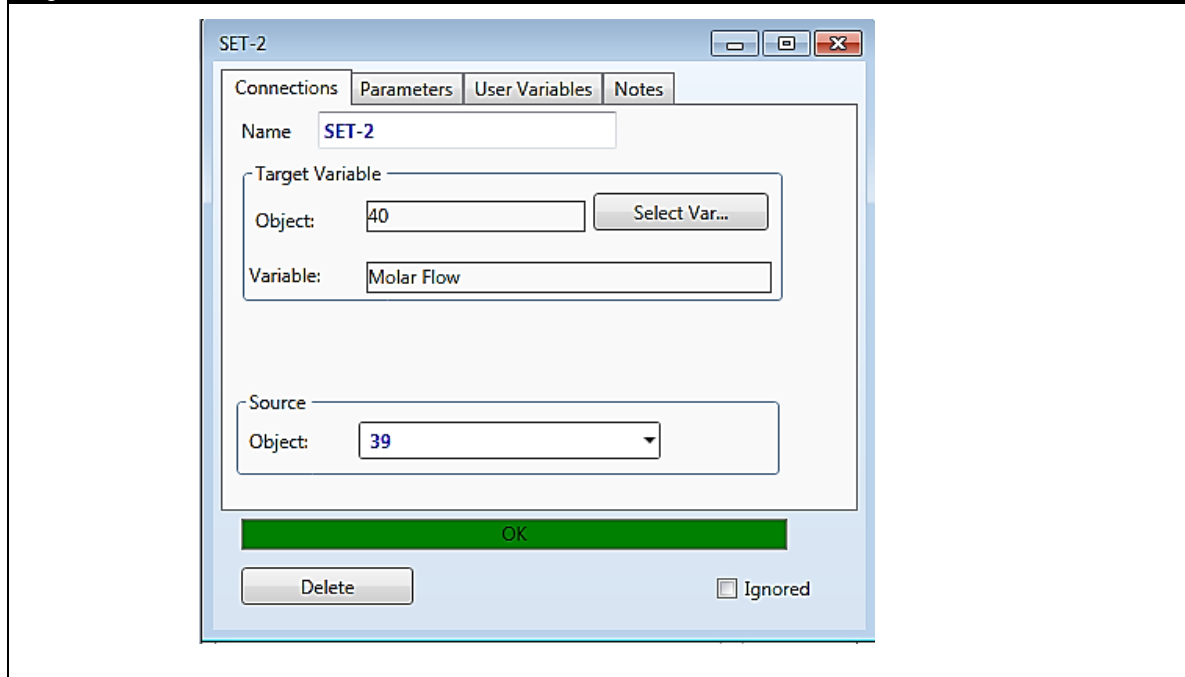 SET-2
Connections Parameters User Variables Notes
Name SET-2
Target Variable
Object: 40 Select Var...
Variable: Molar Flow
Source
Object: 39
OK
Delete Ignored